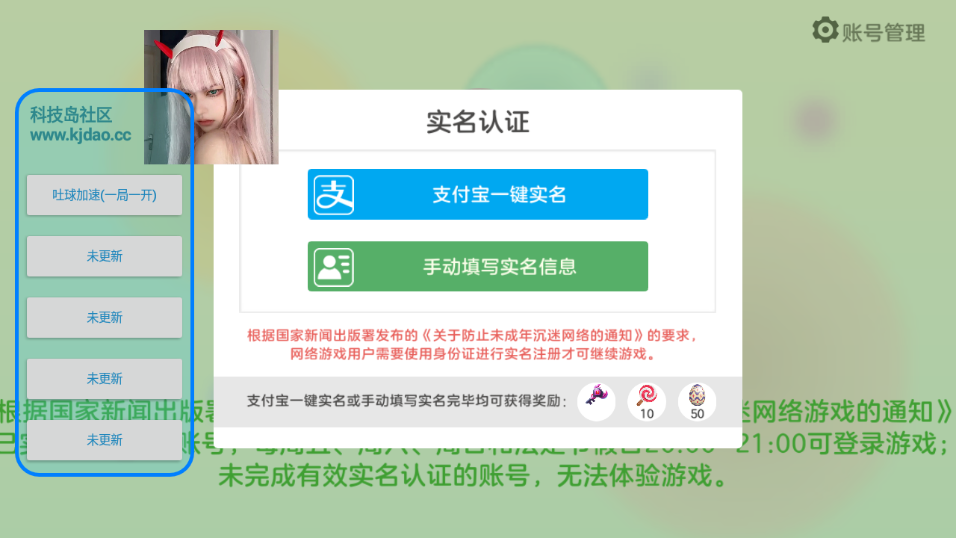 账号管理
科技岛社区
www.kjdao.cc
实名认证
吐球加速(一局一开)
支付宝一键实名
未更新
手动填写实名信息
未更新
根据国家新闻出版署发布的《关于防止未成年沉迷网络的通知》的要求,
网络游戏用户需要使用身份证进行实名注册才可继续游戏。
未更新
支付宝一键实名或手动填写实名完毕均可获得奖励:
10
50
根据国家新闻出版
迷网络游戏的通知》
未更新
账号,
21:00可登录游戏;
未完成有效实名认证的账号,无法体验游戏。